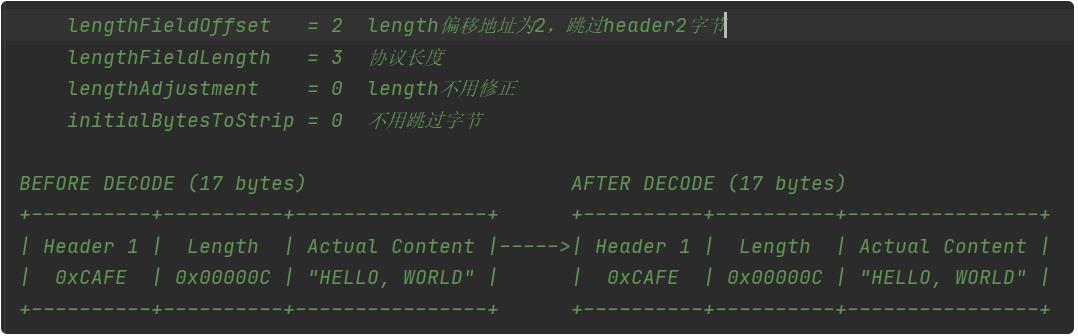 lengthFieldOffset   = 2  length偏移地址为2，跳过header2字节
lengthFieldLength   = 3  协议长度
lengthAdjustment    = 0  length不用修正
initialBytesToStrip = 0  不用跳过字节
BEFORE DECODE (17 bytes)                      AFTER DECODE (17 bytes)
+----------+----------+----------------+      +----------+----------+----------------+
| Header 1 |  Length  | Actual Content |----->| Header 1 |  Length  | Actual Content |
|  0xCAFE  | 0x00000C | "HELLO, WORLD" |      |  0xCAFE  | 0x00000C | "HELLO, WORLD" |
+----------+----------+----------------+      +----------+----------+----------------+